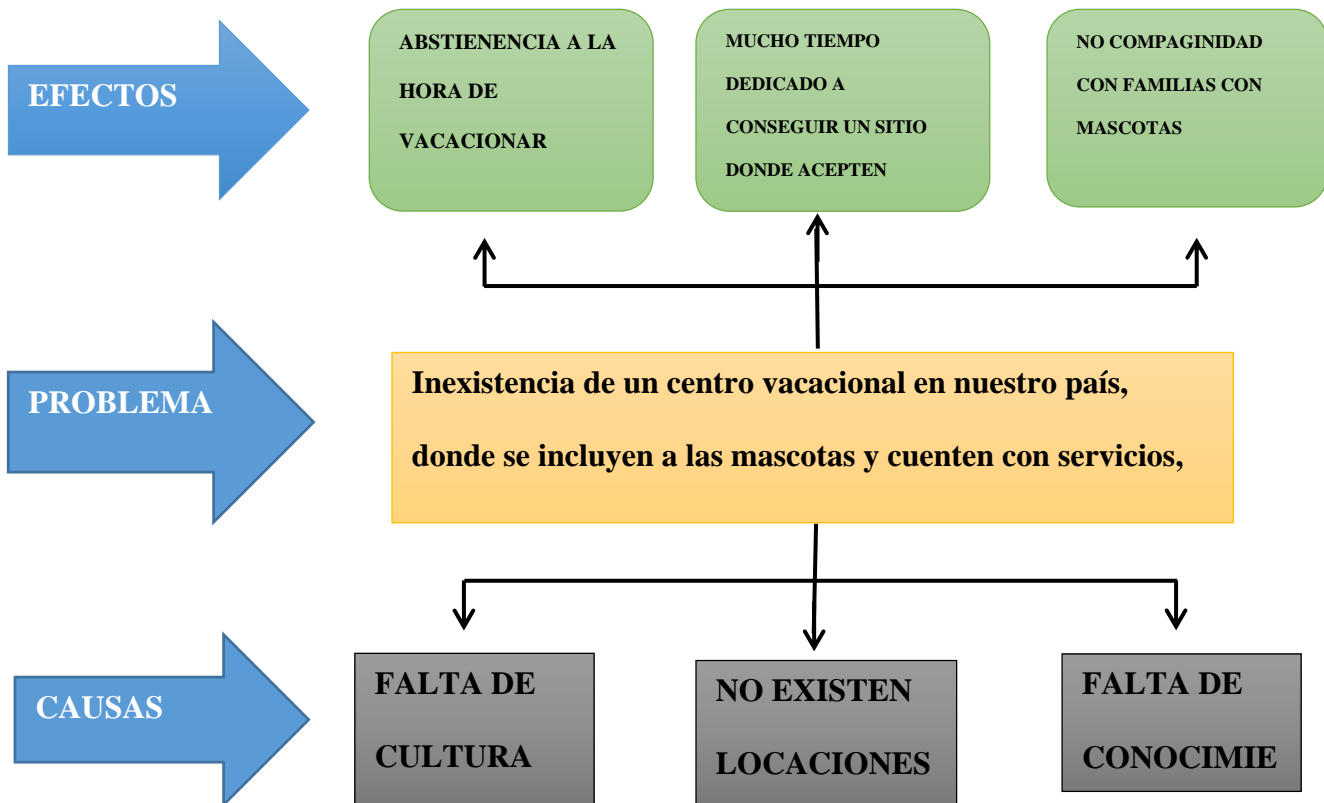 EFECTOS
ABSTIENENCIA A LA
HORA DE
VACACIONAR
MUCHO TIEMPO
DEDICADO A
CONSEGUIR UN SITIO
DONDE ACEPTEN
NO COMPAGINIDAD
CON FAMILIAS CON
MASCOTAS
PROBLEMA
Inexistencia de un centro vacacional en nuestro país,
donde se incluyen a las mascotas y cuenten con servicios,
CAUSAS
FALTA DE
CULTURA
NO EXISTEN
LOCACIONES
FALTA DE
CONOCIMIE